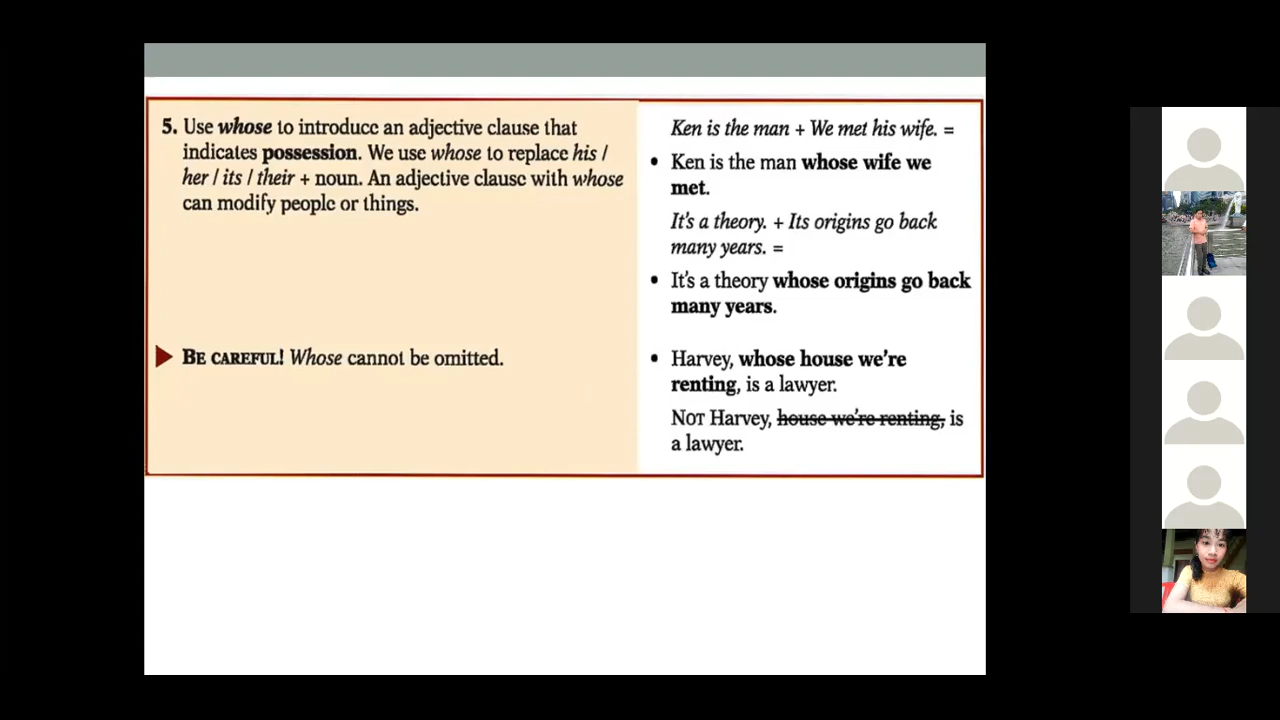 5. Use whose to introduce an adjective clause that
indicates possession. We use whose to replace his /
her / its / their + noun. An adjective clause with whose
can modify people or things.
BE CAREFUL! Whose cannot be omitted.
Ken is the man + We met his wife. =
• Ken is the man whose wife we
met.
It's a theory. + Its origins go back
many years. =
• It's a theory whose origins go back
many years.
• Harvey, whose house we're
renting, is a lawyer.
NOT Harvey, house we're renting, is
a lawyer.